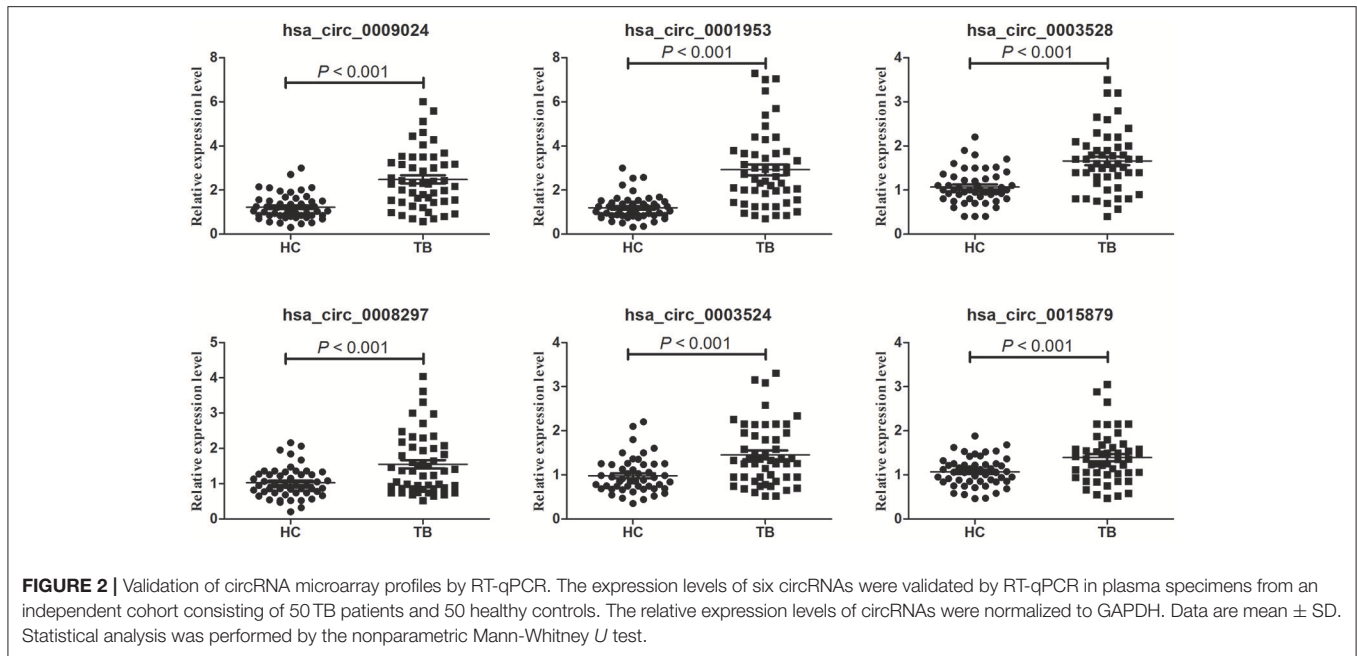 hsa_circ_0009024
hsa_circ_0001953
hsa_circ_0003528
Relative expression level
8
6
4
2
0
P < 0.001
HC
TB
Relative expression level
8
6
4
2
0
P < 0.001
HC
TB
Relative expression level
4
3
2
1
0
P < 0.001
HC
TB
hsa_circ_0008297
hsa_circ_0003524
hsa_circ_0015879
Relative expression level
5
4
3
2
1
0
P < 0.001
HC
TB
Relative expression level
4
3
2
1
0
P < 0.001
HC
TB
Relative expression level
4
3
2
1
0
P < 0.001
HC
TB
FIGURE 2 | Validation of circRNA microarray profiles by RT-qPCR. The expression levels of six circRNAs were validated by RT-qPCR in plasma specimens from an
independent cohort consisting of 50 TB patients and 50 healthy controls. The relative expression levels of circRNAs were normalized to GAPDH. Data are mean ± SD.
Statistical analysis was performed by the nonparametric Mann-Whitney U test.